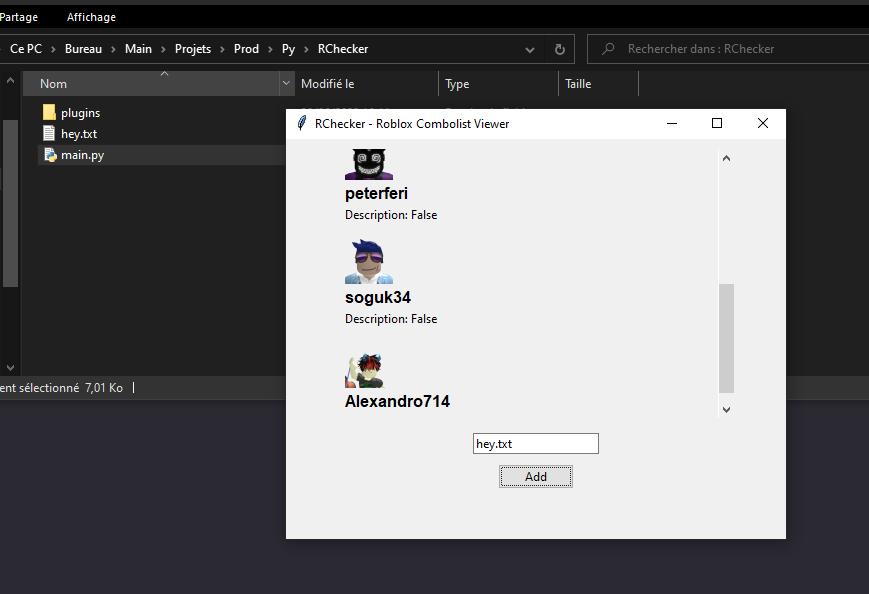 Partage Affichage
Ce PC > Bureau > Main > Projets > Prod > Py > RChecker
Rechercher dans : RChecker
Nom Modifié le Type Taille
plugins
hey.txt
main.py
ent sélectionné 7,01 Ko
RChecker - Roblox Combolist Viewer
peterferi
Description: False
soguk34
Description: False
Alexandro714
hey.txt
Add